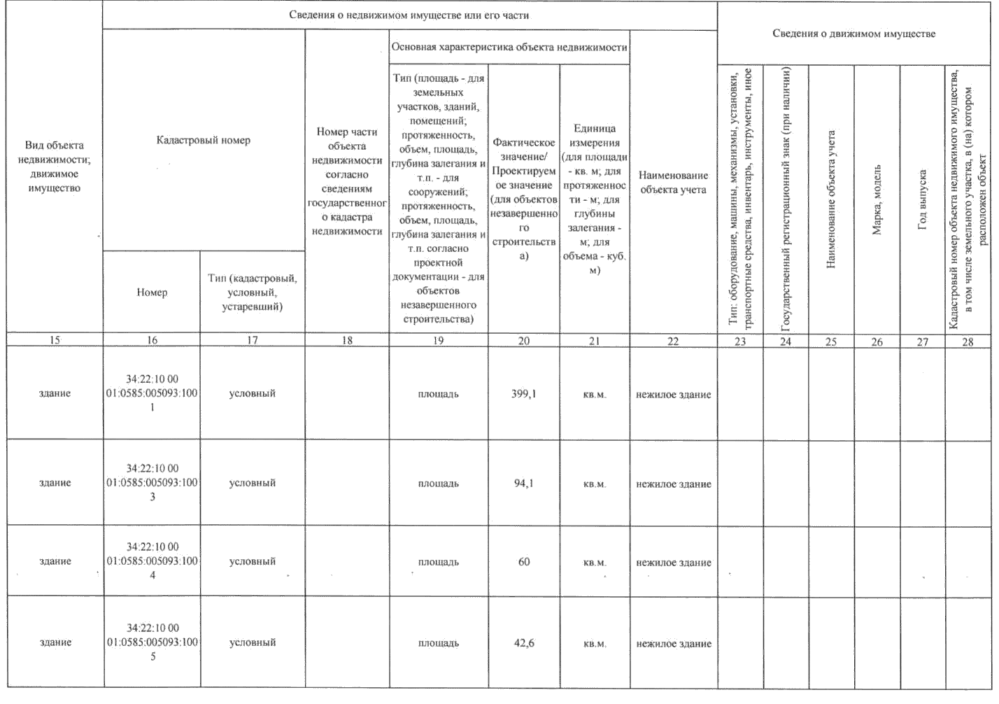 Сведения о недвижимом имуществе или его части
Сведения о движимом имуществе
Вид объекта
недвижимости;
движимое
имущество
Кадастровый номер
Номер
Тип (кадастровый,
условный,
устаревший)
Номер части
объекта
недвижимости
согласно
сведениям
государственног
о кадастра
недвижимости
Основная характеристика объекта недвижимости
Тип (площадь - для
земельных
участков, зданий,
помещений;
протяженность,
объем, площадь,
глубина залегания и
т.п. - для
сооружений;
протяженность,
объем, площадь,
глубина залегания и
т.п. согласно
проектной
документации - для
объектов
незавершенного
строительства)
Фактическое
значение/
Проектируем
ое значение
(для объектов
незавершенно
го
строительств
а)
Единица
измерения
(для площади
- кв. м; для
протяженнос
ти - м; для
глубины
залегания -
м; для
объема - куб.
м)
Наименование
объекта учета
Тип: оборудование, машины, механизмы, установки,
транспортные средства, инвентарь, инструменты, иное
Государственный регистрационный знак (при наличии)
Наименование объекта учета
Марка, модель
Год выпуска
Кадастровый номер объекта недвижимого имущества,
в том числе земельного участка, в (на) котором
расположен объект
15 16 17 18 19 20 21 22 23 24 25 26 27 28
34:22:10 00
здание 01:0585:005093:100 условный площадь 399,1 кв.м. нежилое здание
1
34:22:10 00
здание 01:0585:005093:100 условный площадь 94,1 кв.м. нежилое здание
3
34:22:10 00
здание 01:0585:005093:100 условный площадь 60 кв.м. нежилое здание
4
34:22:10 00
здание 01:0585:005093:100 условный площадь 42,6 кв.м. нежилое здание
5